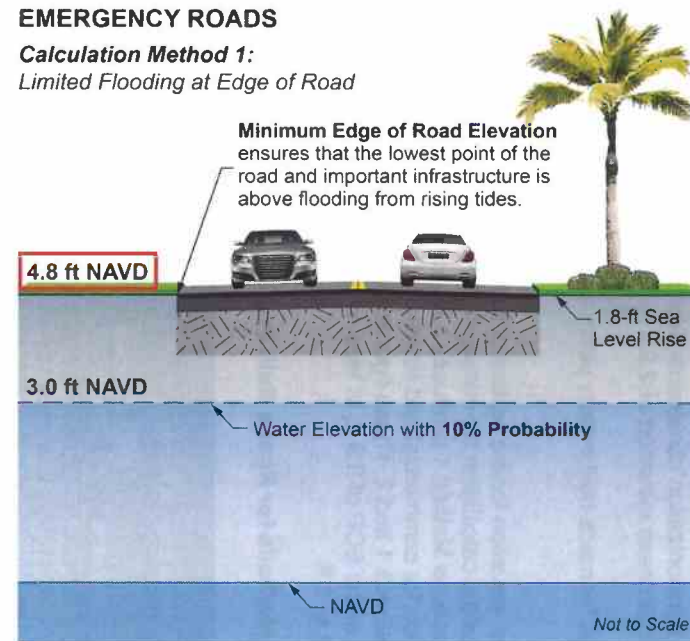 EMERGENCY ROADS
Calculation Method 1:
Limited Flooding at Edge of Road
Minimum Edge of Road Elevation
ensures that the lowest point of the
road and important infrastructure is
above flooding from rising tides.
4.8 ft NAVD
1.8-ft Sea
Level Rise
3.0 ft NAVD
Water Elevation with 10% Probability
NAVD
Not to Scale